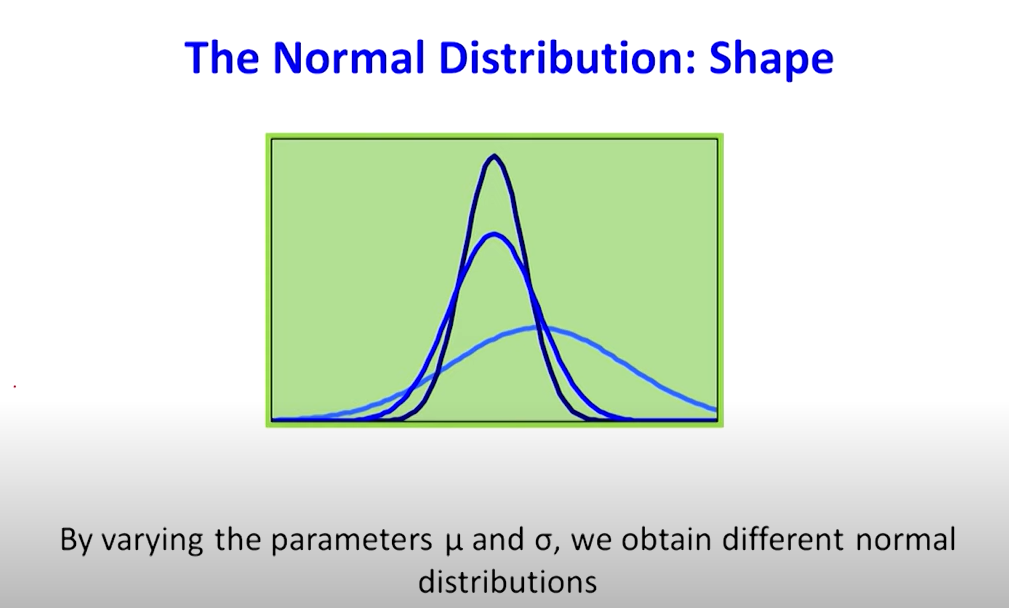 The Normal Distribution: Shape
By varying the parameters μ and σ, we obtain different normal
distributions